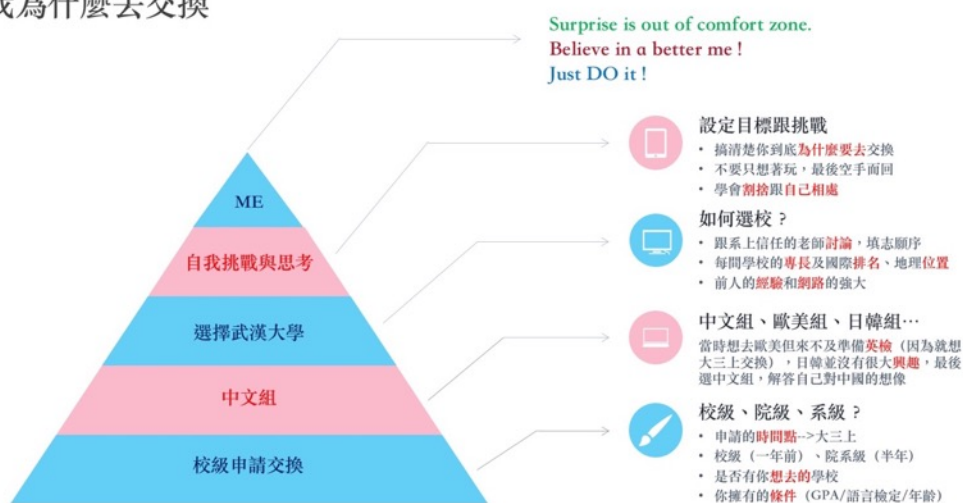 我為什麼去交換
Surprise is out of comfort zone.
Believe in a better me !
Just DO it !
ME
自我挑戰與思考
選擇武漢大學
中文組
校級申請交換
設定目標跟挑戰
• 搞清楚你到底為什麼要去交換
• 不要只想著玩，最後空手而回
• 學會割捨跟自己相處
如何選校？
• 跟系上信任的老師討論，填志願序
• 每間學校的專長及國際排名、地理位置
• 前人的經驗和網路的強大
中文組、歐美組、日韓組…
當時想去歐美但來不及準備英檢（因為就想
大三上交換），日韓並沒有很大興趣，最後
選中文組，解答自己對中國的想像
校級、院級、系級？
• 申請的時間點-->大三上
• 校級（一年前）、院系級（半年）
• 是否有你想去的學校
• 你擁有的條件（GPA/語言檢定/年齡）